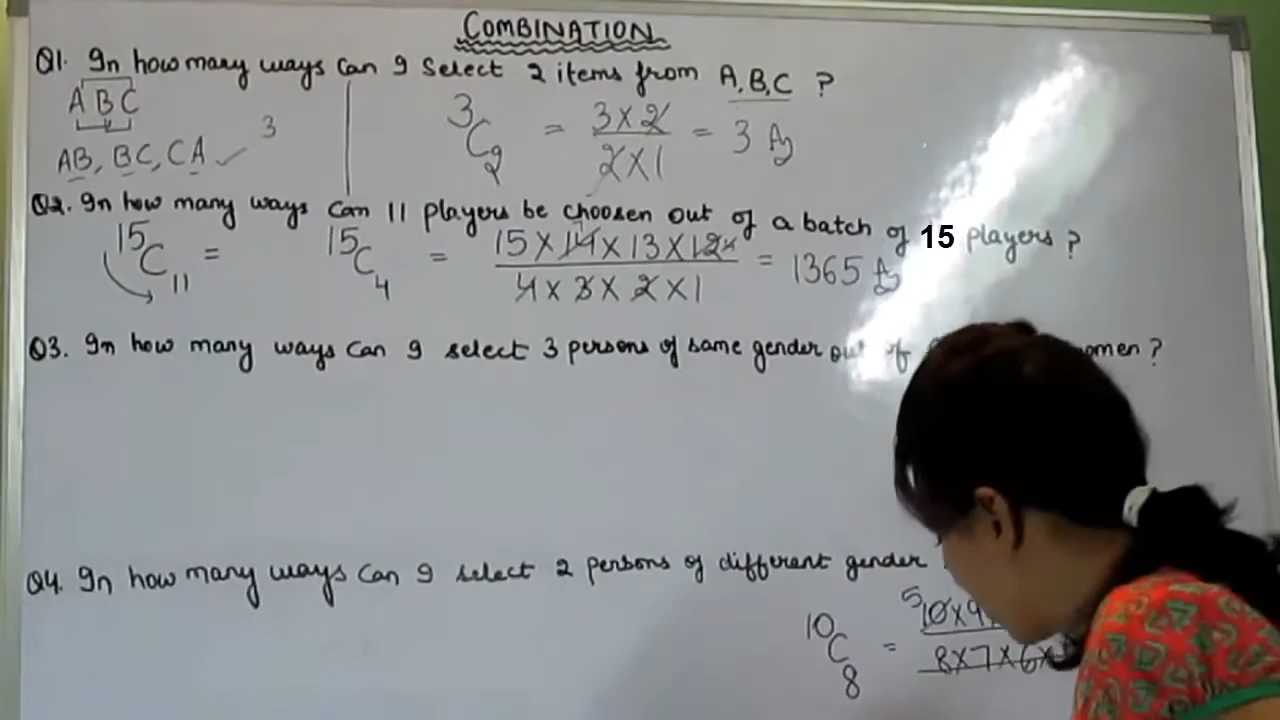 COMBINATION
Q1. In how many ways can I select 2 items from A, B, C ?
A B C
AB, BC, CA ✓ 3
³C₂ = 3 X 2 / 2 X 1 = 3 Ag
Q2. In how many ways can 11 players be choosen out of a batch of 15 players ?
¹⁵C₁₁ = ¹⁵C₄ = 15 X 14 X 13 X 12 / 4 X 3 X 2 X 1 = 1365 Ag
Q3. In how many ways can I select 3 persons of same gender out of omen ?
Q4. In how many ways can I select 2 persons of different gender
¹⁰C₈ = 5 10 X 9 / 8 X 7 X 6 X